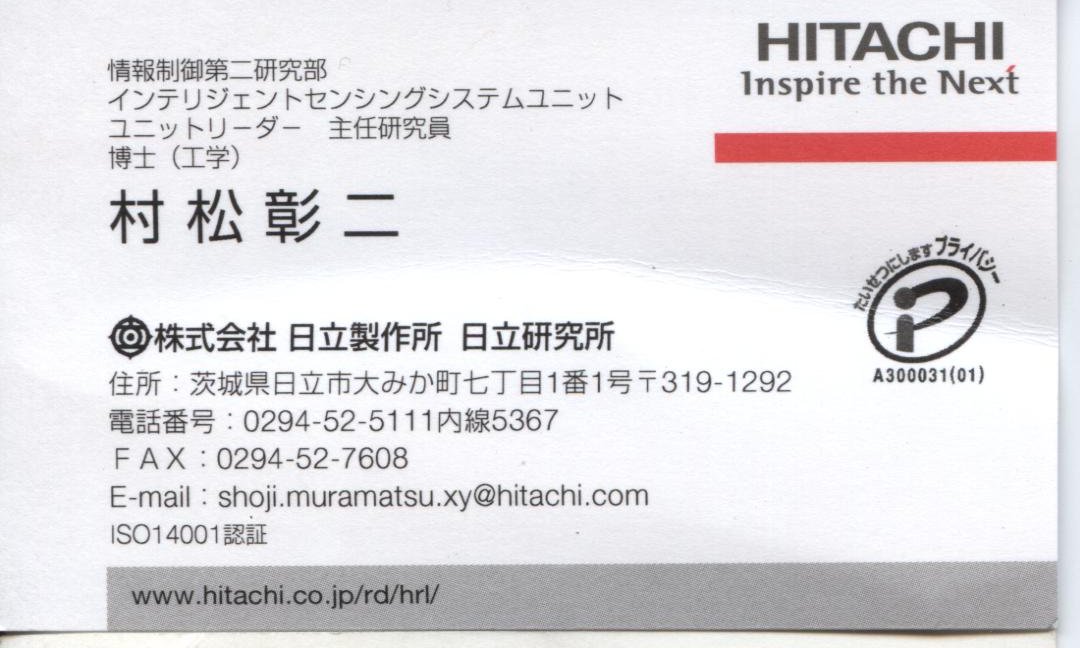 HITACHI
Inspire the Next
情報制御第二研究部
インテリジェントセンシングシステムユニット
ユニットリーダー　主任研究員
博士（工学）
村松彰二
たいせつにしますプライバシー
A300031(01)
株式会社 日立製作所 日立研究所
住所：茨城県日立市大みか町七丁目1番1号〒319-1292
電話番号：0294-52-5111内線5367
ＦＡＸ：0294-52-7608
E-mail：shoji.muramatsu.xy@hitachi.com
ISO14001認証
www.hitachi.co.jp/rd/hrl/